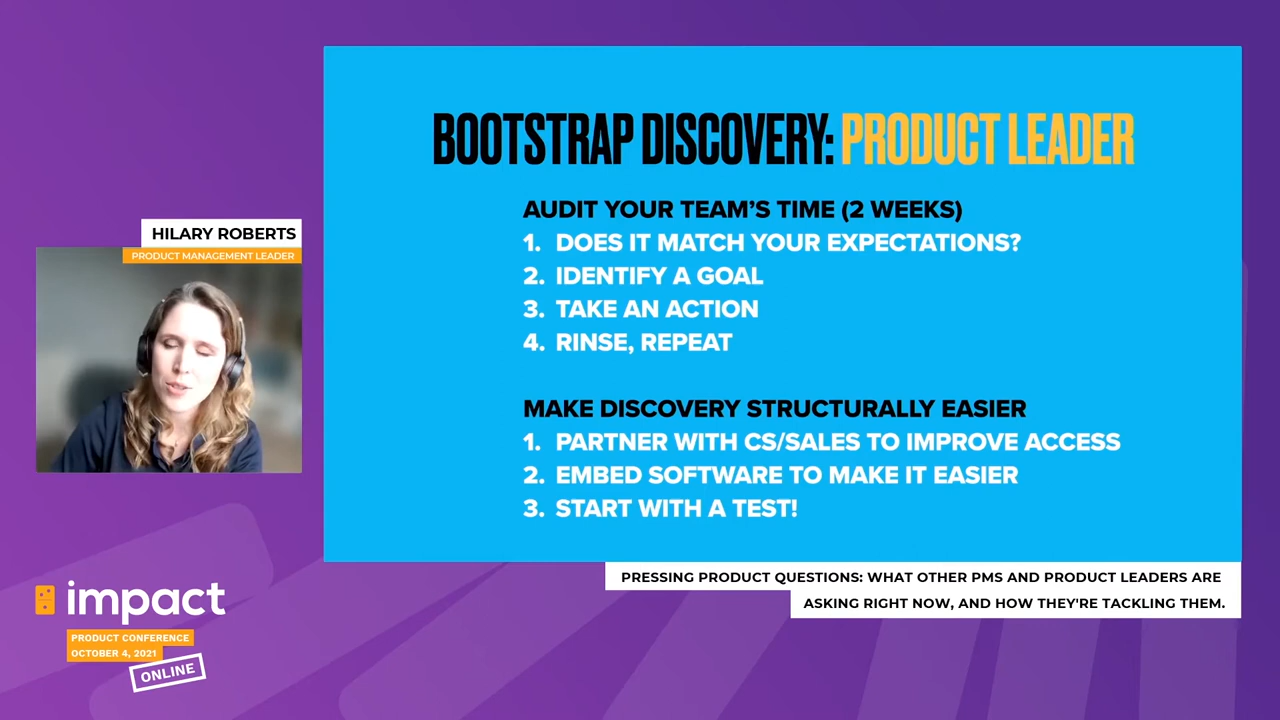 BOOTSTRAP DISCOVERY: PRODUCT LEADER
AUDIT YOUR TEAM'S TIME (2 WEEKS)
1. DOES IT MATCH YOUR EXPECTATIONS?
2. IDENTIFY A GOAL
3. TAKE AN ACTION
4. RINSE, REPEAT
MAKE DISCOVERY STRUCTURALLY EASIER
1. PARTNER WITH CS/SALES TO IMPROVE ACCESS
2. EMBED SOFTWARE TO MAKE IT EASIER
3. START WITH A TEST!
HILARY ROBERTS
PRODUCT MANAGEMENT LEADER
PRESSING PRODUCT QUESTIONS: WHAT OTHER PMS AND PRODUCT LEADERS ARE
ASKING RIGHT NOW, AND HOW THEY'RE TACKLING THEM.
impact
PRODUCT CONFERENCE
OCTOBER 4, 2021
ONLINE